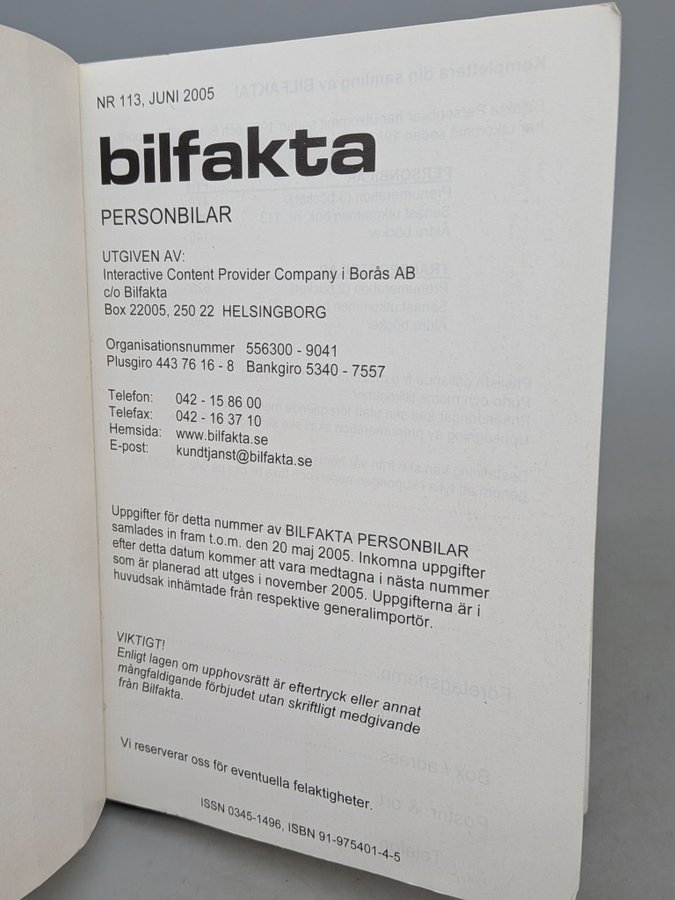 NR 113, JUNI 2005
bilfakta
PERSONBILAR
UTGIVEN AV:
Interactive Content Provider Company i Borås AB
c/o Bilfakta
Box 22005, 250 22 HELSINGBORG
Organisationsnummer 556300 - 9041
Plusgiro 443 76 16 - 8 Bankgiro 5340 - 7557
Telefon: 042 - 15 86 00
Telefax: 042 - 16 37 10
Hemsida: www.bilfakta.se
E-post: kundtjanst@bilfakta.se
Uppgifter för detta nummer av BILFAKTA PERSONBILAR
samlades in fram t.o.m. den 20 maj 2005. Inkomna uppgifter
efter detta datum kommer att vara medtagna i nästa nummer
som är planerad att utges i november 2005. Uppgifterna är i
huvudsak inhämtade från respektive generalimportör.
VIKTIGT!
Enligt lagen om upphovsrätt är eftertryck eller annat
mångfaldigande förbjudet utan skriftligt medgivande
från Bilfakta.
Vi reserverar oss för eventuella felaktigheter.
ISSN 0345-1496, ISBN 91-975401-4-5